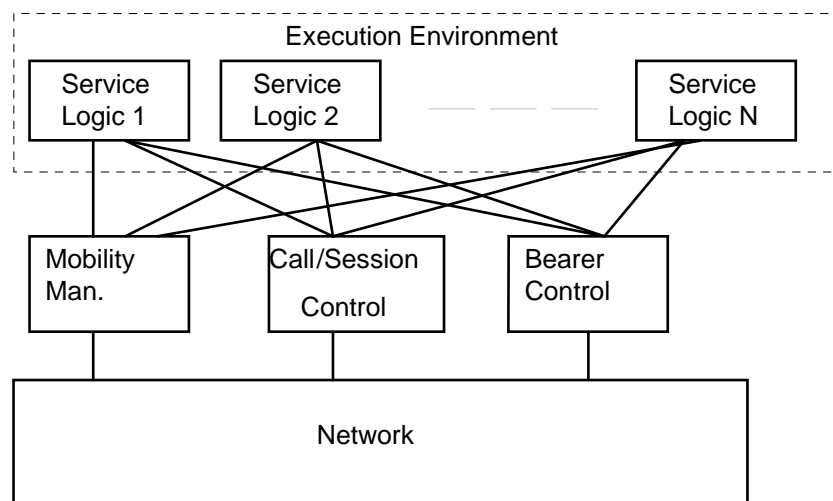 Execution Environment
Service
Logic 1
Service
Logic 2
Service
Logic N
Mobility
Man.
Call/Session
Control
Bearer
Control
Network